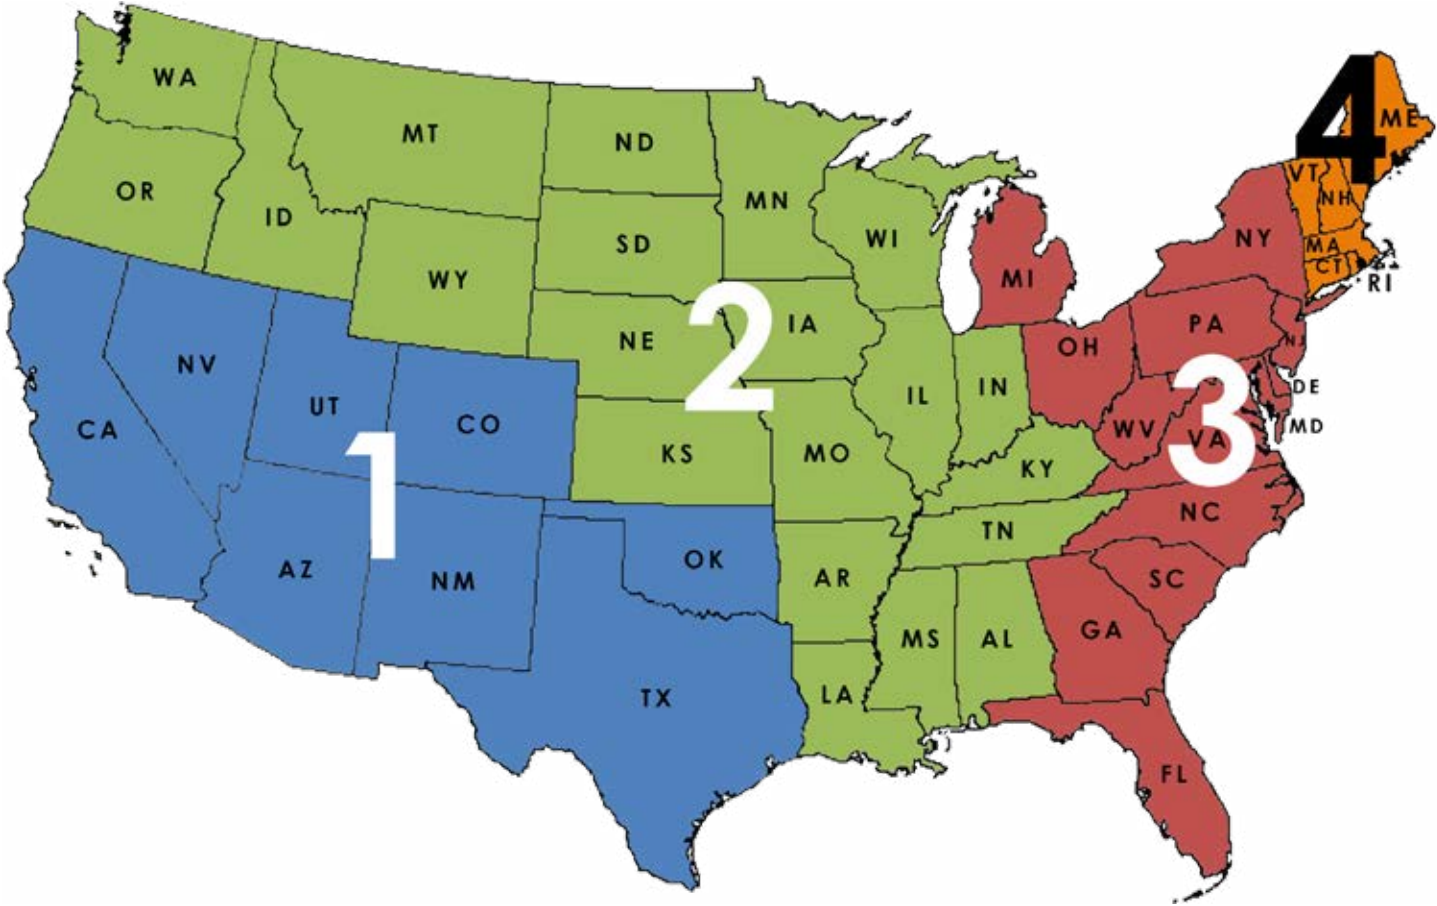 WA
MT
ND
MN
OR
ID
WY
SD
WI
MI
NY
VT
NH
ME
4
MA
CT
RI
NE
IA
2
IL
IN
OH
PA
NJ
DE
MD
3
WV
VA
CA
NV
UT
CO
1
KS
MO
KY
TN
NC
SC
AZ
NM
OK
AR
MS
AL
GA
TX
LA
FL